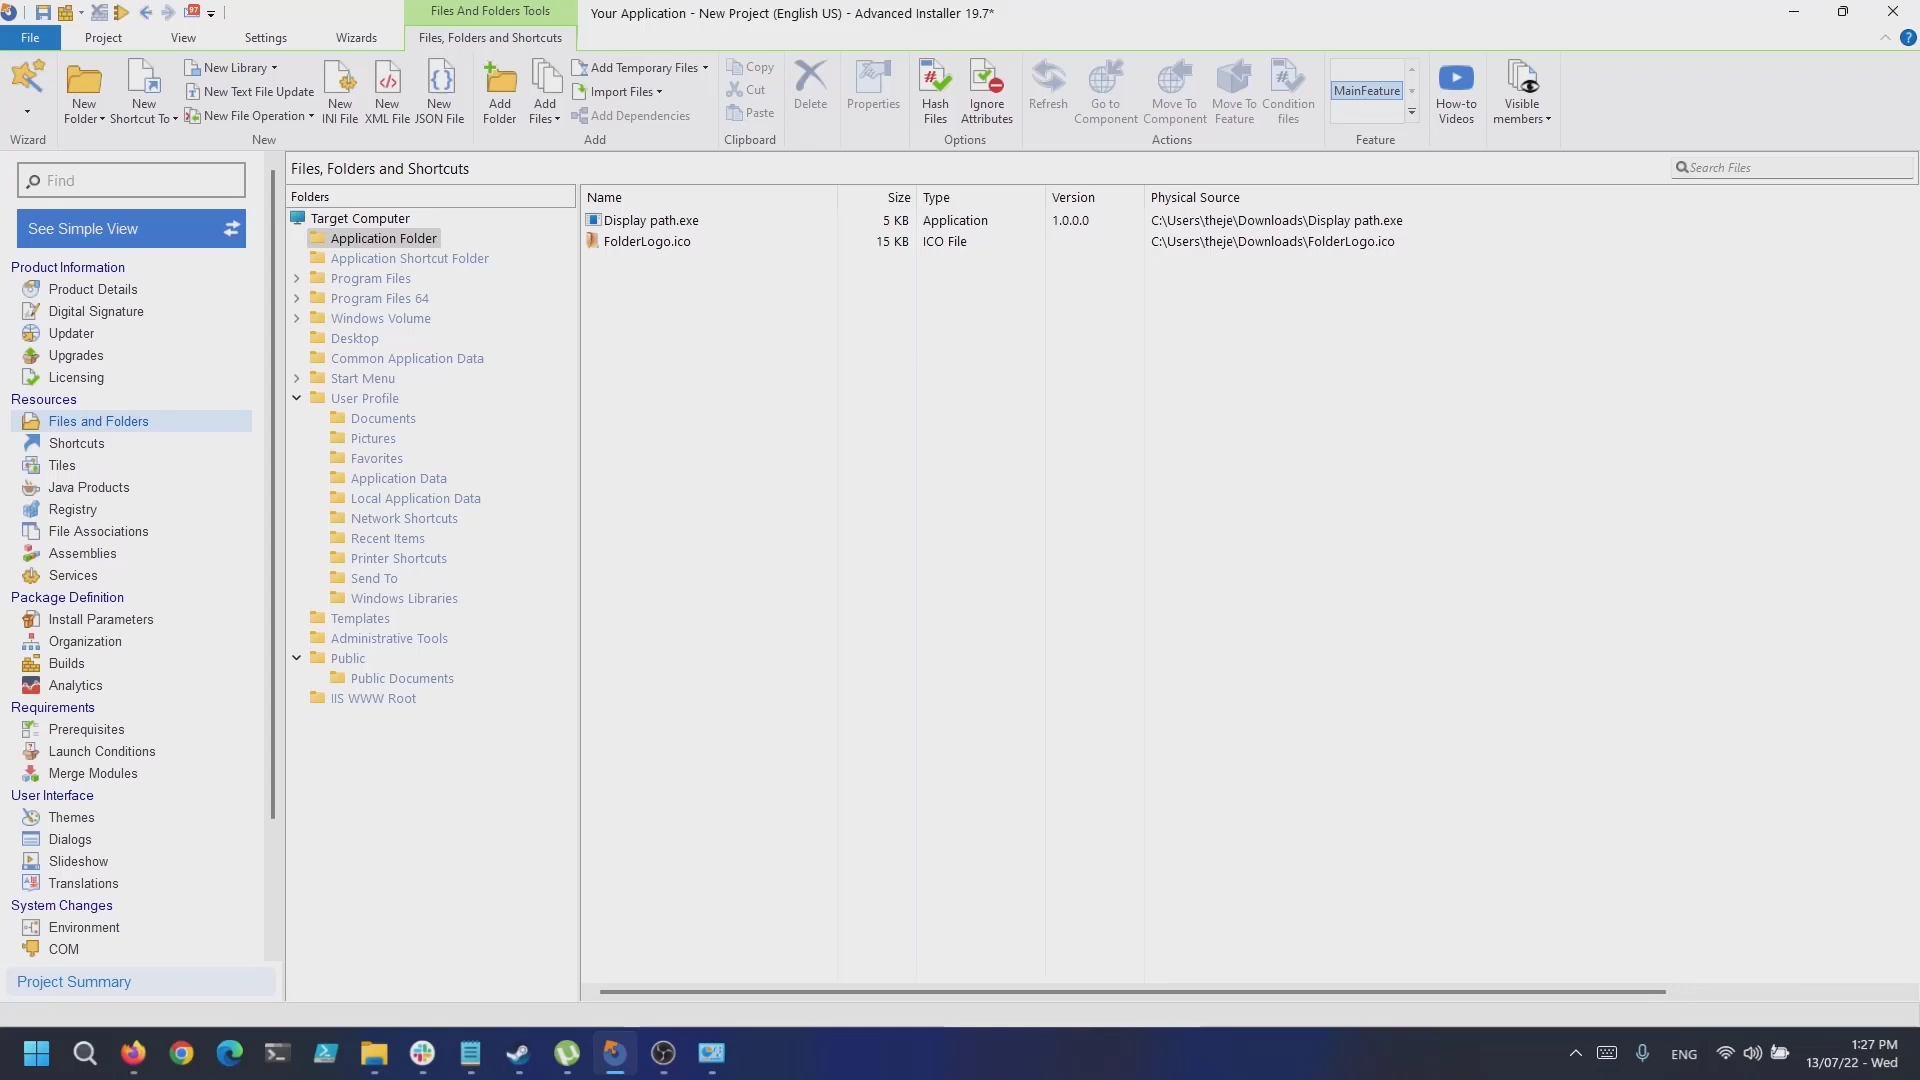 Files And Folders Tools
Your Application - New Project (English US) - Advanced Installer 19.7*
File
Project
View
Settings
Wizards
Files, Folders and Shortcuts
Wizard
New Folder
New Shortcut To
New Library
New Text File Update
New File Operation
New INI File
New XML File
New JSON File
New
Add Folder
Add Files
Add Temporary Files
Import Files
Add Dependencies
Add
Copy
Cut
Paste
Clipboard
Delete
Properties
Hash Files
Ignore Attributes
Options
Refresh
Go to Component
Move To Component
Move To Feature
Condition files
Actions
MainFeature
Feature
How-to Videos
Visible members
Find
See Simple View
Product Information
Product Details
Digital Signature
Updater
Upgrades
Licensing
Resources
Files and Folders
Shortcuts
Tiles
Java Products
Registry
File Associations
Assemblies
Services
Package Definition
Install Parameters
Organization
Builds
Analytics
Requirements
Prerequisites
Launch Conditions
Merge Modules
User Interface
Themes
Dialogs
Slideshow
Translations
System Changes
Environment
COM
Project Summary
Files, Folders and Shortcuts
Search Files
Folders
Target Computer
Application Folder
Application Shortcut Folder
Program Files
Program Files 64
Windows Volume
Desktop
Common Application Data
Start Menu
User Profile
Documents
Pictures
Favorites
Application Data
Local Application Data
Network Shortcuts
Recent Items
Printer Shortcuts
Send To
Windows Libraries
Templates
Administrative Tools
Public
Public Documents
IIS WWW Root
Name Size Type Version Physical Source
Display path.exe 5 KB Application 1.0.0.0 C:\Users\theje\Downloads\Display path.exe
FolderLogo.ico 15 KB ICO File C:\Users\theje\Downloads\FolderLogo.ico
ENG
1:27 PM
13/07/22 - Wed